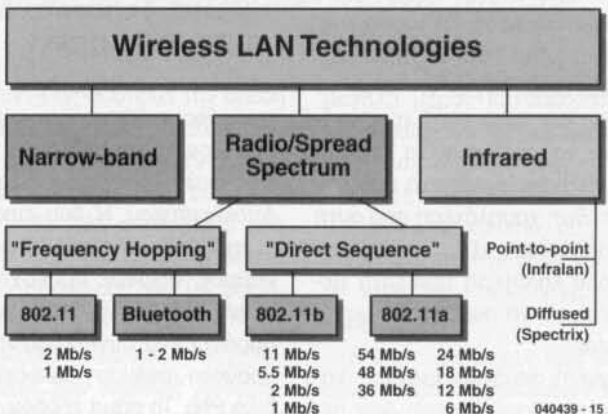 Wireless LAN Technologies
Narrow-band
Radio/Spread
Spectrum
Infrared
"Frequency Hopping"
"Direct Sequence"
Point-to-point
(Infralan)
802.11
Bluetooth
802.11b
802.11a
Diffused
(Spectrix)
2 Mb/s
1 Mb/s
1 - 2 Mb/s
11 Mb/s
5.5 Mb/s
2 Mb/s
1 Mb/s
54 Mb/s
48 Mb/s
36 Mb/s
24 Mb/s
18 Mb/s
12 Mb/s
6 Mb/s
040439 - 15